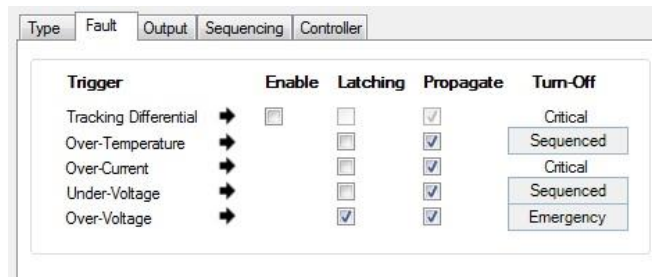 Type Fault Output Sequencing Controller
Trigger Enable Latching Propagate Turn-Off
Tracking Differential Critical
Over-Temperature Sequenced
Over-Current Critical
Under-Voltage Sequenced
Over-Voltage Emergency